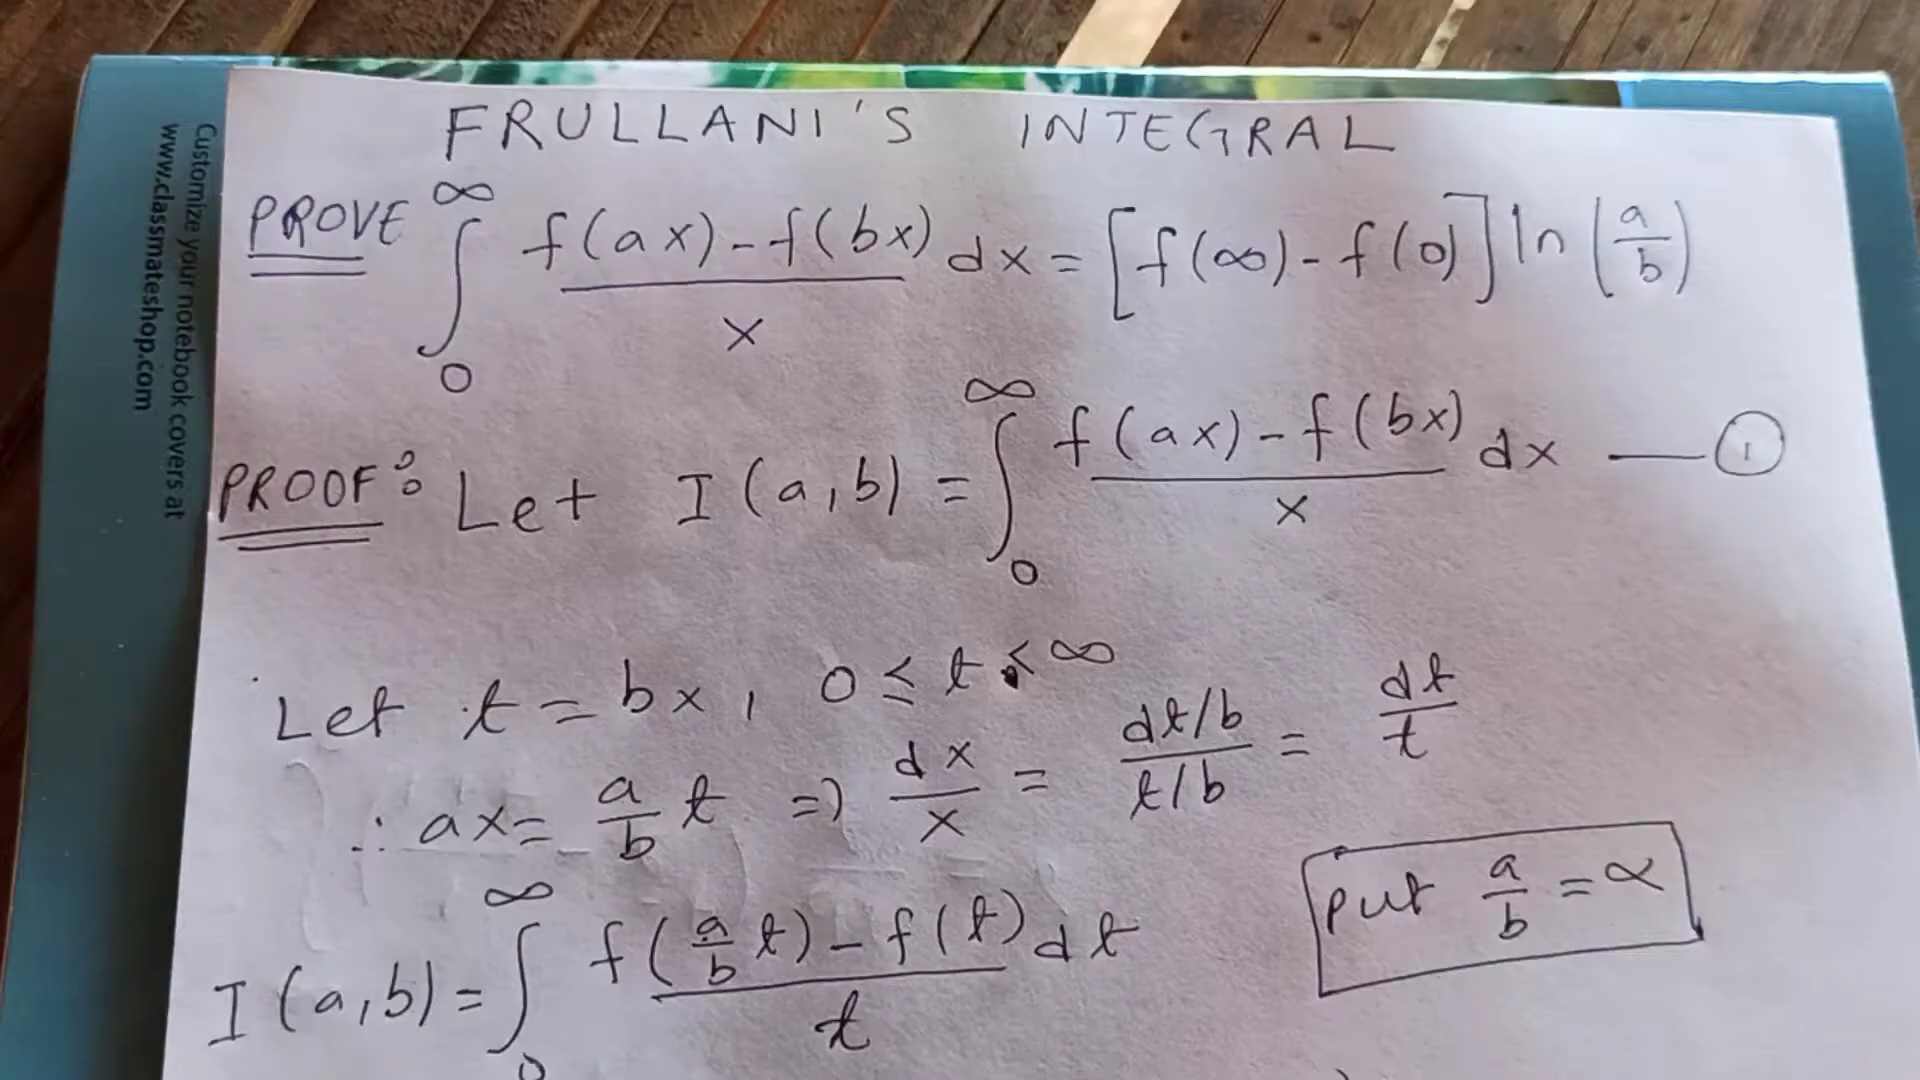 Customize your notebook covers at
www.classmateshop.com
FRULLANI'S INTEGRAL
PROVE ∫₀^∞ (f(ax)-f(bx))/x dx = [f(∞)-f(0)] ln(a/b)
PROOF: Let I(a,b) = ∫₀^∞ (f(ax)-f(bx))/x dx — ①
Let t = bx, 0 ≤ t < ∞
∴ ax = a/b t ⇒ dx/x = (dt/b)/(t/b) = dt/t
put a/b = α
I(a,b) = ∫₀^∞ (f(a/b t) - f(t))/t dt